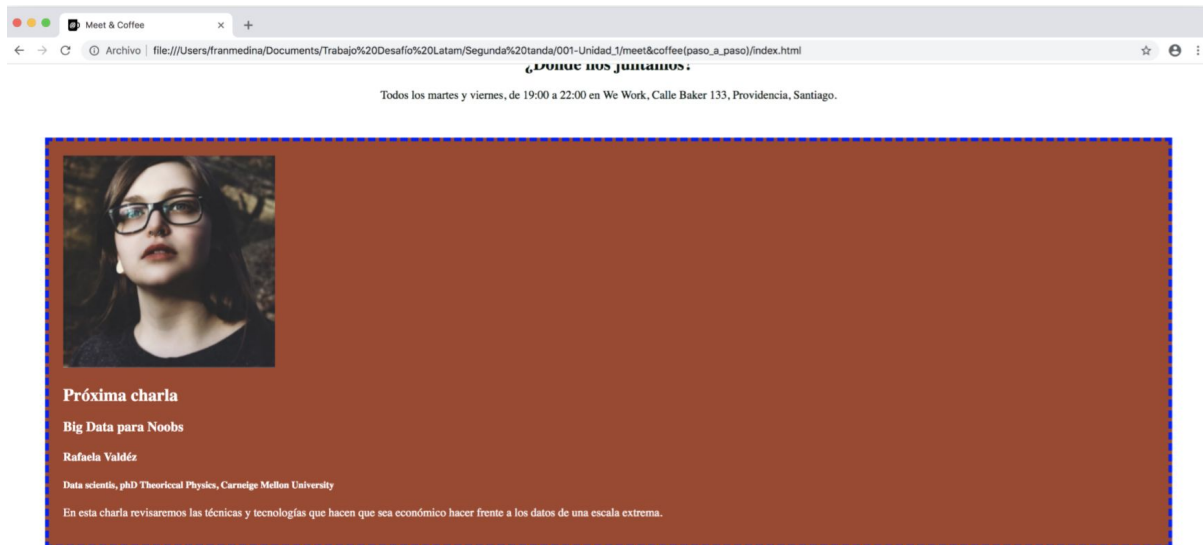 Meet & Coffee
Archivo | file:///Users/franmedina/Documents/Trabajo%20Desafío%20Latam/Segunda%20tanda/001-Unidad_1/meet&coffee(paso_a_paso)/index.html
¿Dónde nos juntamos?
Todos los martes y viernes, de 19:00 a 22:00 en We Work, Calle Baker 133, Providencia, Santiago.
Próxima charla
Big Data para Noobs
Rafaela Valdéz
Data scientis, phD Theoriccal Physics, Carneige Mellon University
En esta charla revisaremos las técnicas y tecnologías que hacen que sea económico hacer frente a los datos de una escala extrema.